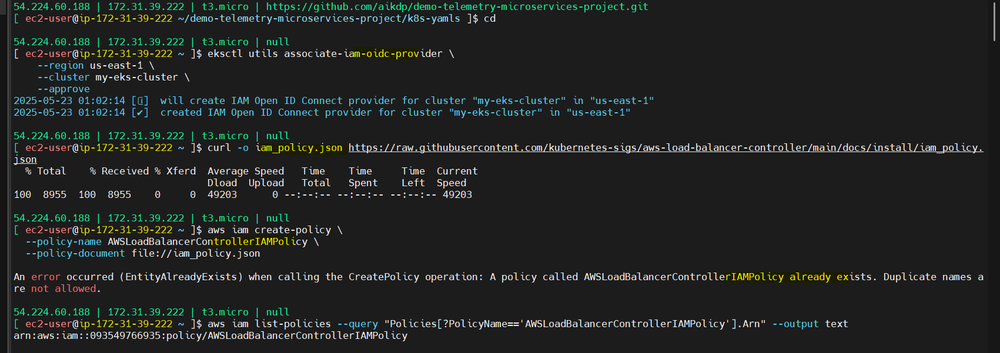 54.224.60.188 | 172.31.39.222 | t3.micro | https://github.com/aikdp/demo-telemetry-microservices-project.git
[ ec2-user@ip-172-31-39-222 ~/demo-telemetry-microservices-project/k8s-yamls ]$ cd
54.224.60.188 | 172.31.39.222 | t3.micro | null
[ ec2-user@ip-172-31-39-222 ~ ]$ eksctl utils associate-iam-oidc-provider \
    --region us-east-1 \
    --cluster my-eks-cluster \
    --approve
2025-05-23 01:02:14 [ℹ]  will create IAM Open ID Connect provider for cluster "my-eks-cluster" in "us-east-1"
2025-05-23 01:02:14 [✔]  created IAM Open ID Connect provider for cluster "my-eks-cluster" in "us-east-1"
54.224.60.188 | 172.31.39.222 | t3.micro | null
[ ec2-user@ip-172-31-39-222 ~ ]$ curl -o iam_policy.json https://raw.githubusercontent.com/kubernetes-sigs/aws-load-balancer-controller/main/docs/install/iam_policy.
json
  % Total    % Received % Xferd  Average Speed   Time    Time     Time  Current
                                 Dload  Upload   Total   Spent    Left  Speed
100  8955  100  8955    0     0  49203      0 --:--:-- --:--:-- --:--:-- 49203
54.224.60.188 | 172.31.39.222 | t3.micro | null
[ ec2-user@ip-172-31-39-222 ~ ]$ aws iam create-policy \
  --policy-name AWSLoadBalancerControllerIAMPolicy \
  --policy-document file://iam_policy.json
An error occurred (EntityAlreadyExists) when calling the CreatePolicy operation: A policy called AWSLoadBalancerControllerIAMPolicy already exists. Duplicate names a
re not allowed.
54.224.60.188 | 172.31.39.222 | t3.micro | null
[ ec2-user@ip-172-31-39-222 ~ ]$ aws iam list-policies --query "Policies[?PolicyName=='AWSLoadBalancerControllerIAMPolicy'].Arn" --output text
arn:aws:iam::093549766935:policy/AWSLoadBalancerControllerIAMPolicy